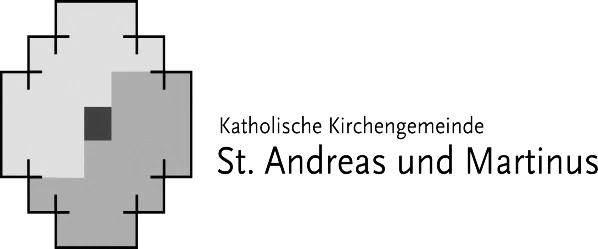 Katholische Kirchengemeinde
St. Andreas und Martinus